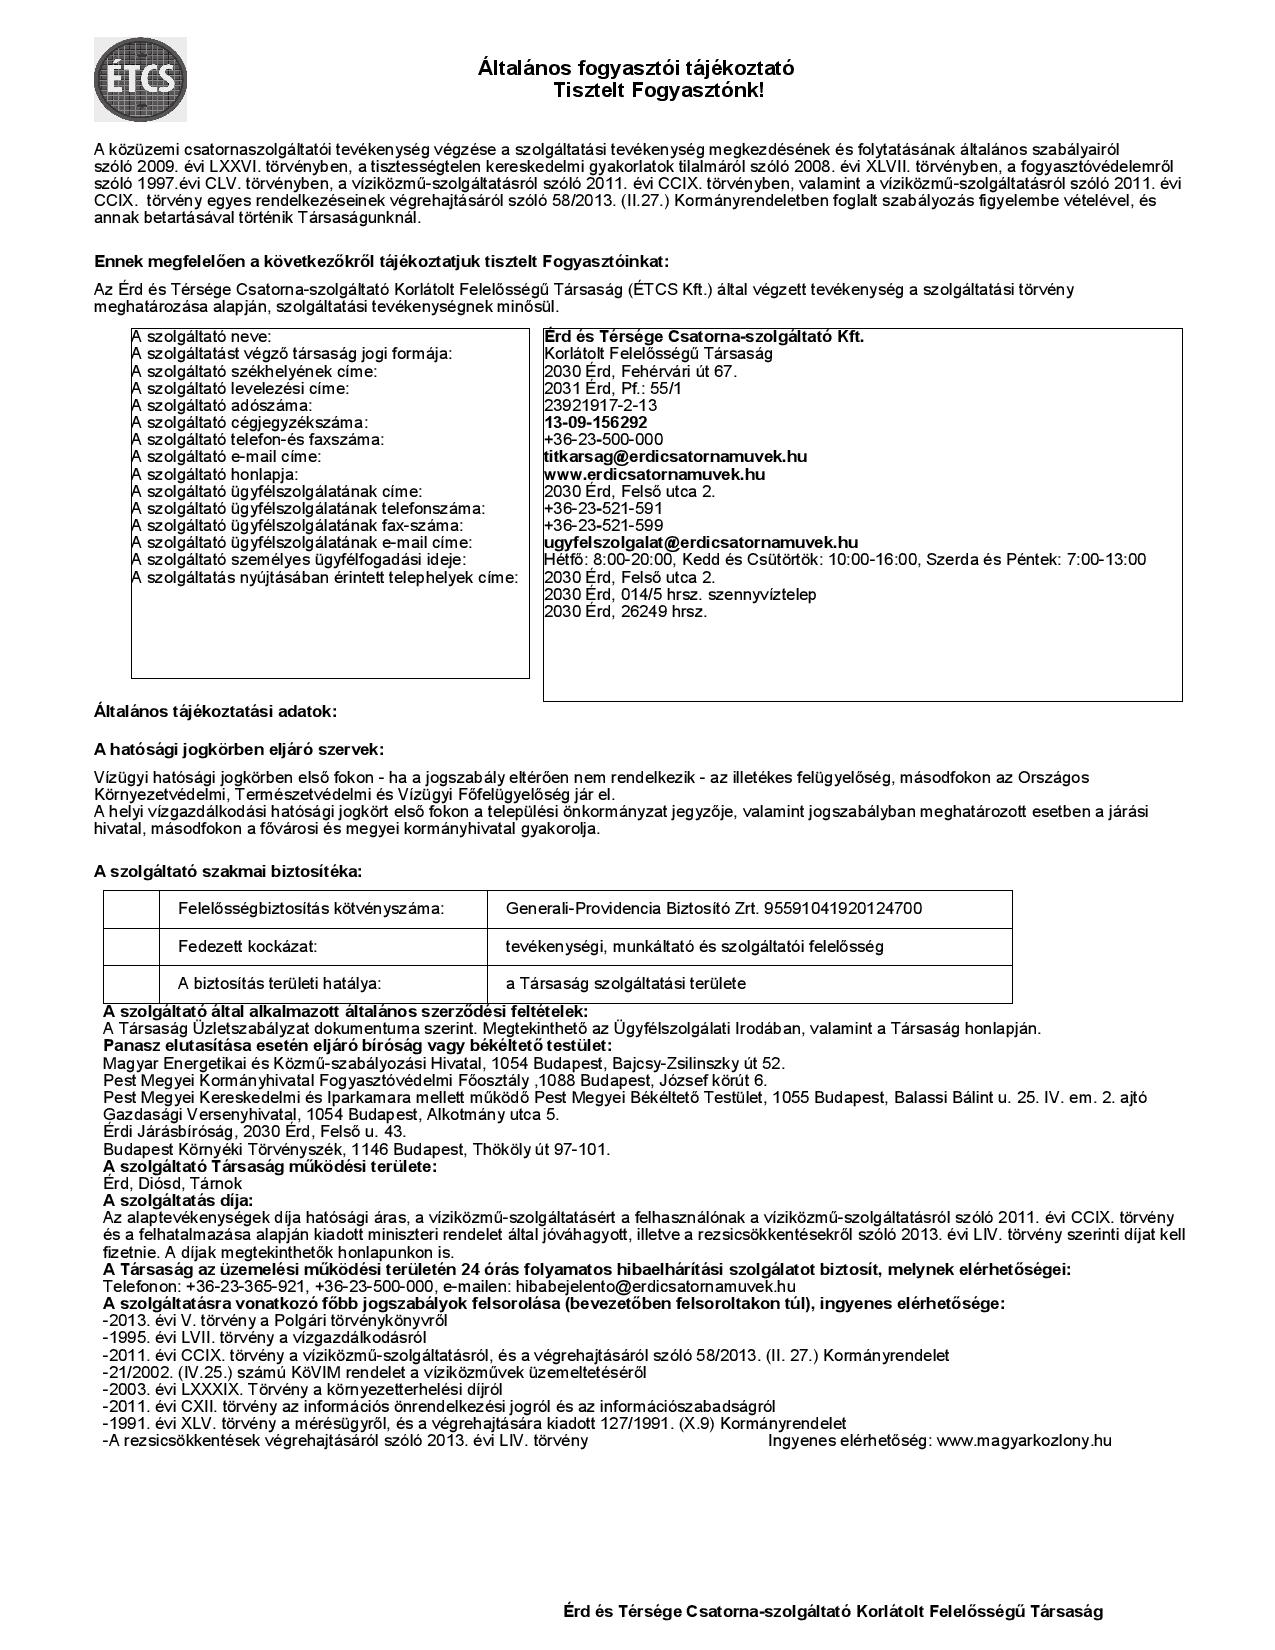 ÉTCS
Általános fogyasztói tájékoztató
Tisztelt Fogyasztónk!
A közüzemi csatornaszolgáltatói tevékenység végzése a szolgáltatási tevékenység megkezdésének és folytatásának általános szabályairól
szóló 2009. évi LXXVI. törvényben, a tisztességtelen kereskedelmi gyakorlatok tilalmáról szóló 2008. évi XLVII. törvényben, a fogyasztóvédelemről
szóló 1997.évi CLV. törvényben, a víziközmű-szolgáltatásról szóló 2011. évi CCIX. törvényben, valamint a víziközmű-szolgáltatásról szóló 2011. évi
CCIX. törvény egyes rendelkezéseinek végrehajtásáról szóló 58/2013. (II.27.) Kormányrendeletben foglalt szabályozás figyelembe vételével, és
annak betartásával történik Társaságunknál.
Ennek megfelelően a következőkről tájékoztatjuk tisztelt Fogyasztóinkat:
Az Érd és Térsége Csatorna-szolgáltató Korlátolt Felelősségű Társaság (ÉTCS Kft.) által végzett tevékenység a szolgáltatási törvény
meghatározása alapján, szolgáltatási tevékenységnek minősül.
A szolgáltató neve: Érd és Térsége Csatorna-szolgáltató Kft.
A szolgáltatást végző társaság jogi formája: Korlátolt Felelősségű Társaság
A szolgáltató székhelyének címe: 2030 Érd, Fehérvári út 67.
A szolgáltató levelezési címe: 2031 Érd, Pf.: 55/1
A szolgáltató adószáma: 23921917-2-13
A szolgáltató cégjegyzékszáma: 13-09-156292
A szolgáltató telefon-és faxszáma: +36-23-500-000
A szolgáltató e-mail címe: titkarsag@erdicsatornamuvek.hu
A szolgáltató honlapja: www.erdicsatornamuvek.hu
A szolgáltató ügyfélszolgálatának címe: 2030 Érd, Felső utca 2.
A szolgáltató ügyfélszolgálatának telefonszáma: +36-23-521-591
A szolgáltató ügyfélszolgálatának fax-száma: +36-23-521-599
A szolgáltató ügyfélszolgálatának e-mail címe: ugyfelszolgalat@erdicsatornamuvek.hu
A szolgáltató személyes ügyfélfogadási ideje: Hétfő: 8:00-20:00, Kedd és Csütörtök: 10:00-16:00, Szerda és Péntek: 7:00-13:00
A szolgáltatás nyújtásában érintett telephelyek címe: 2030 Érd, Felső utca 2.
2030 Érd, 014/5 hrsz. szennyvíztelep
2030 Érd, 26249 hrsz.
Általános tájékoztatási adatok:
A hatósági jogkörben eljáró szervek:
Vízügyi hatósági jogkörben első fokon - ha a jogszabály eltérően nem rendelkezik - az illetékes felügyelőség, másodfokon az Országos
Környezetvédelmi, Természetvédelmi és Vízügyi Főfelügyelőség jár el.
A helyi vízgazdálkodási hatósági jogkört első fokon a települési önkormányzat jegyzője, valamint jogszabályban meghatározott esetben a járási
hivatal, másodfokon a fővárosi és megyei kormányhivatal gyakorolja.
A szolgáltató szakmai biztosítéka:
Felelősségbiztosítás kötvényszáma: Generali-Providencia Biztosító Zrt. 95591041920124700
Fedezett kockázat: tevékenységi, munkáltató és szolgáltatói felelősség
A biztosítás területi hatálya: a Társaság szolgáltatási területe
A szolgáltató által alkalmazott általános szerződési feltételek:
A Társaság Üzletszabályzat dokumentuma szerint. Megtekinthető az Ügyfélszolgálati Irodában, valamint a Társaság honlapján.
Panasz elutasítása esetén eljáró bíróság vagy békéltető testület:
Magyar Energetikai és Közmű-szabályozási Hivatal, 1054 Budapest, Bajcsy-Zsilinszky út 52.
Pest Megyei Kormányhivatal Fogyasztóvédelmi Főosztály ,1088 Budapest, József körút 6.
Pest Megyei Kereskedelmi és Iparkamara mellett működő Pest Megyei Békéltető Testület, 1055 Budapest, Balassi Bálint u. 25. IV. em. 2. ajtó
Gazdasági Versenyhivatal, 1054 Budapest, Alkotmány utca 5.
Érdi Járásbíróság, 2030 Érd, Felső u. 43.
Budapest Környéki Törvényszék, 1146 Budapest, Thököly út 97-101.
A szolgáltató Társaság működési területe:
Érd, Diósd, Tárnok
A szolgáltatás díja:
Az alaptevékenységek díja hatósági áras, a víziközmű-szolgáltatásért a felhasználónak a víziközmű-szolgáltatásról szóló 2011. évi CCIX. törvény
és a felhatalmazása alapján kiadott miniszteri rendelet által jóváhagyott, illetve a rezsicsökkentésekről szóló 2013. évi LIV. törvény szerinti díjat kell
fizetnie. A díjak megtekinthetők honlapunkon is.
A Társaság az üzemelési működési területén 24 órás folyamatos hibaelhárítási szolgálatot biztosít, melynek elérhetőségei:
Telefonon: +36-23-365-921, +36-23-500-000, e-mailen: hibabejelento@erdicsatornamuvek.hu
A szolgáltatásra vonatkozó főbb jogszabályok felsorolása (bevezetőben felsoroltakon túl), ingyenes elérhetősége:
-2013. évi V. törvény a Polgári törvénykönyvről
-1995. évi LVII. törvény a vízgazdálkodásról
-2011. évi CCIX. törvény a víziközmű-szolgáltatásról, és a végrehajtásáról szóló 58/2013. (II. 27.) Kormányrendelet
-21/2002. (IV.25.) számú KöVIM rendelet a víziközművek üzemeltetéséről
-2003. évi LXXXIX. Törvény a környezetterhelési díjról
-2011. évi CXII. törvény az információs önrendelkezési jogról és az információszabadságról
-1991. évi XLV. törvény a mérésügyről, és a végrehajtására kiadott 127/1991. (X.9) Kormányrendelet
-A rezsicsökkentések végrehajtásáról szóló 2013. évi LIV. törvény Ingyenes elérhetőség: www.magyarkozlony.hu
Érd és Térsége Csatorna-szolgáltató Korlátolt Felelősségű Társaság